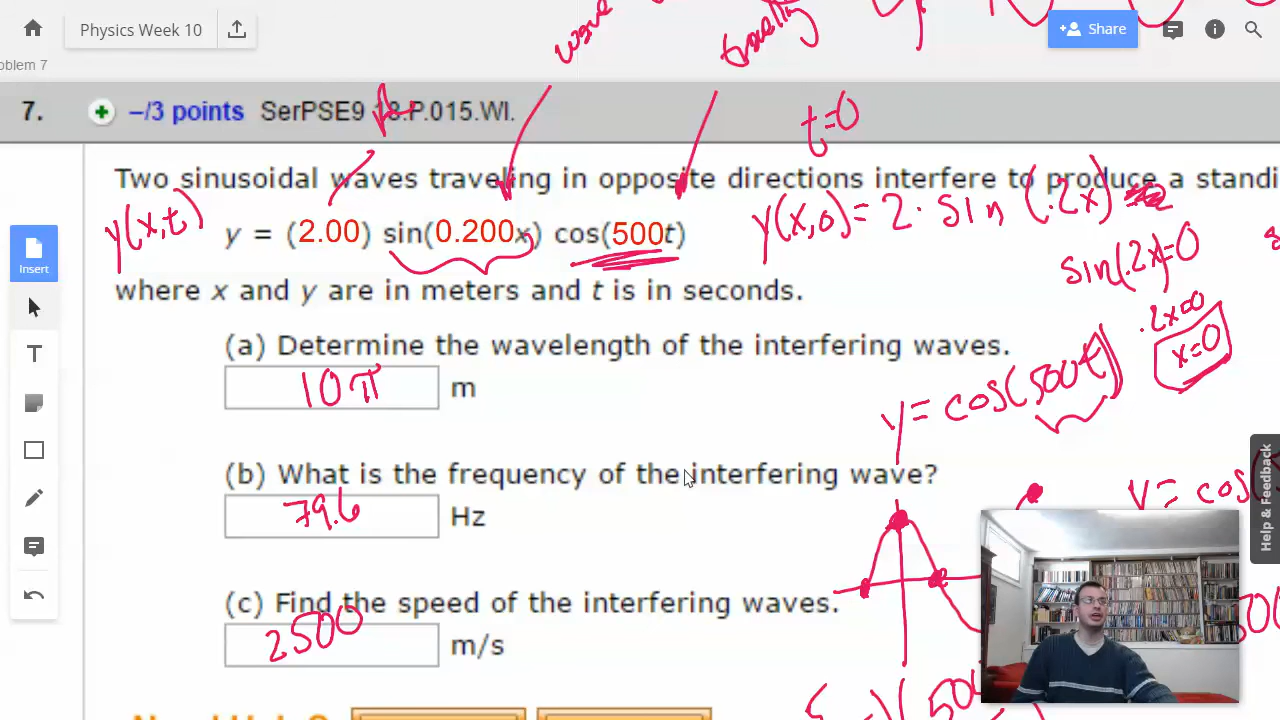 Physics Week 10
Share
oblem 7
wave
7. –/3 points SerPSE9 18.P.015.WI.
t=0
Two sinusoidal waves traveling in opposite directions interfere to produce a standi
y(x,t) y = (2.00) sin(0.200x) cos(500t)
y(x,0) = 2 · sin (.2x) =
sin(.2x)=0
.2x=0
x=0
where x and y are in meters and t is in seconds.
(a) Determine the wavelength of the interfering waves.
10π m
y = cos(500t)
(b) What is the frequency of the interfering wave?
79.6 Hz
y = cos(
(c) Find the speed of the interfering waves.
2500 m/s
Insert
T
Help & Feedback